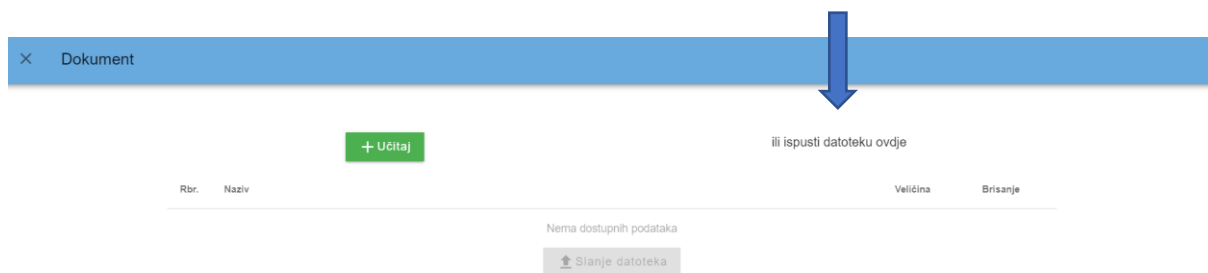 Dokument
+ Učitaj
ili ispusti datoteku ovdje
Rbr. Naziv Veličina Brisanje
Nema dostupnih podataka
Slanje datoteka